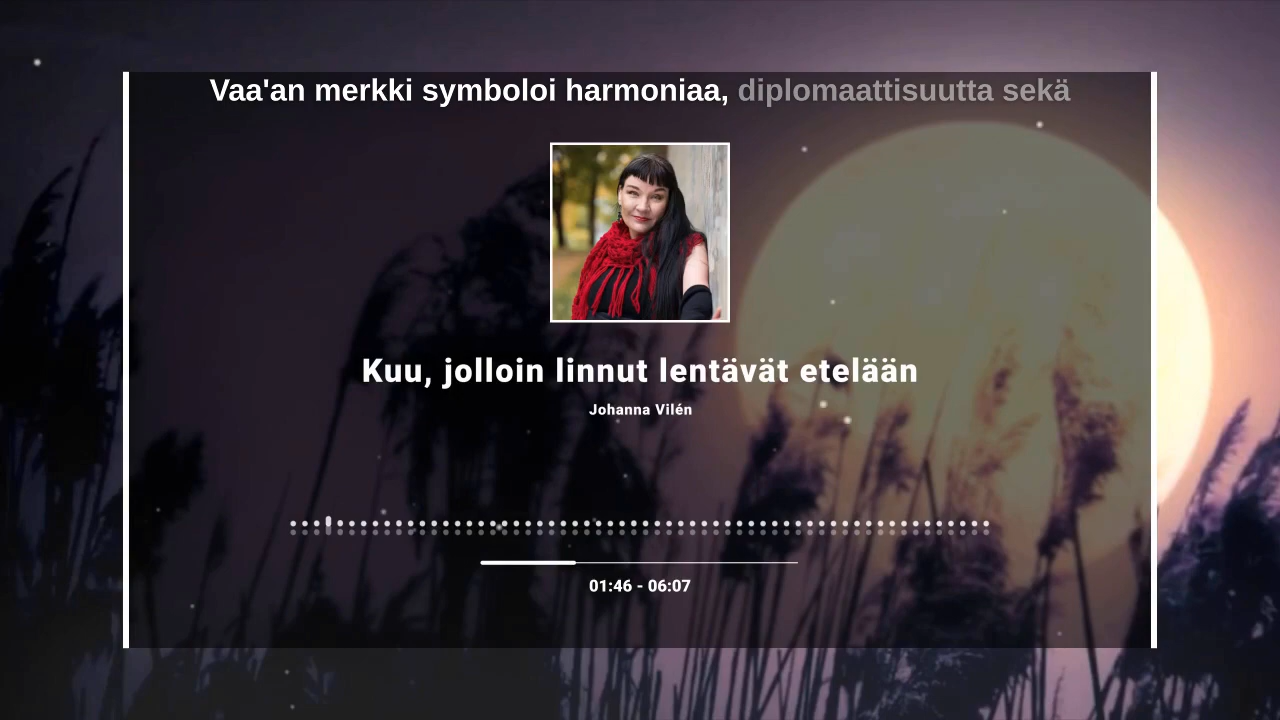 Vaa'an merkki symboloi harmoniaa, diplomaattisuutta sekä
Kuu, jolloin linnut lentävät etelään
Johanna Vilén
01:46 - 06:07